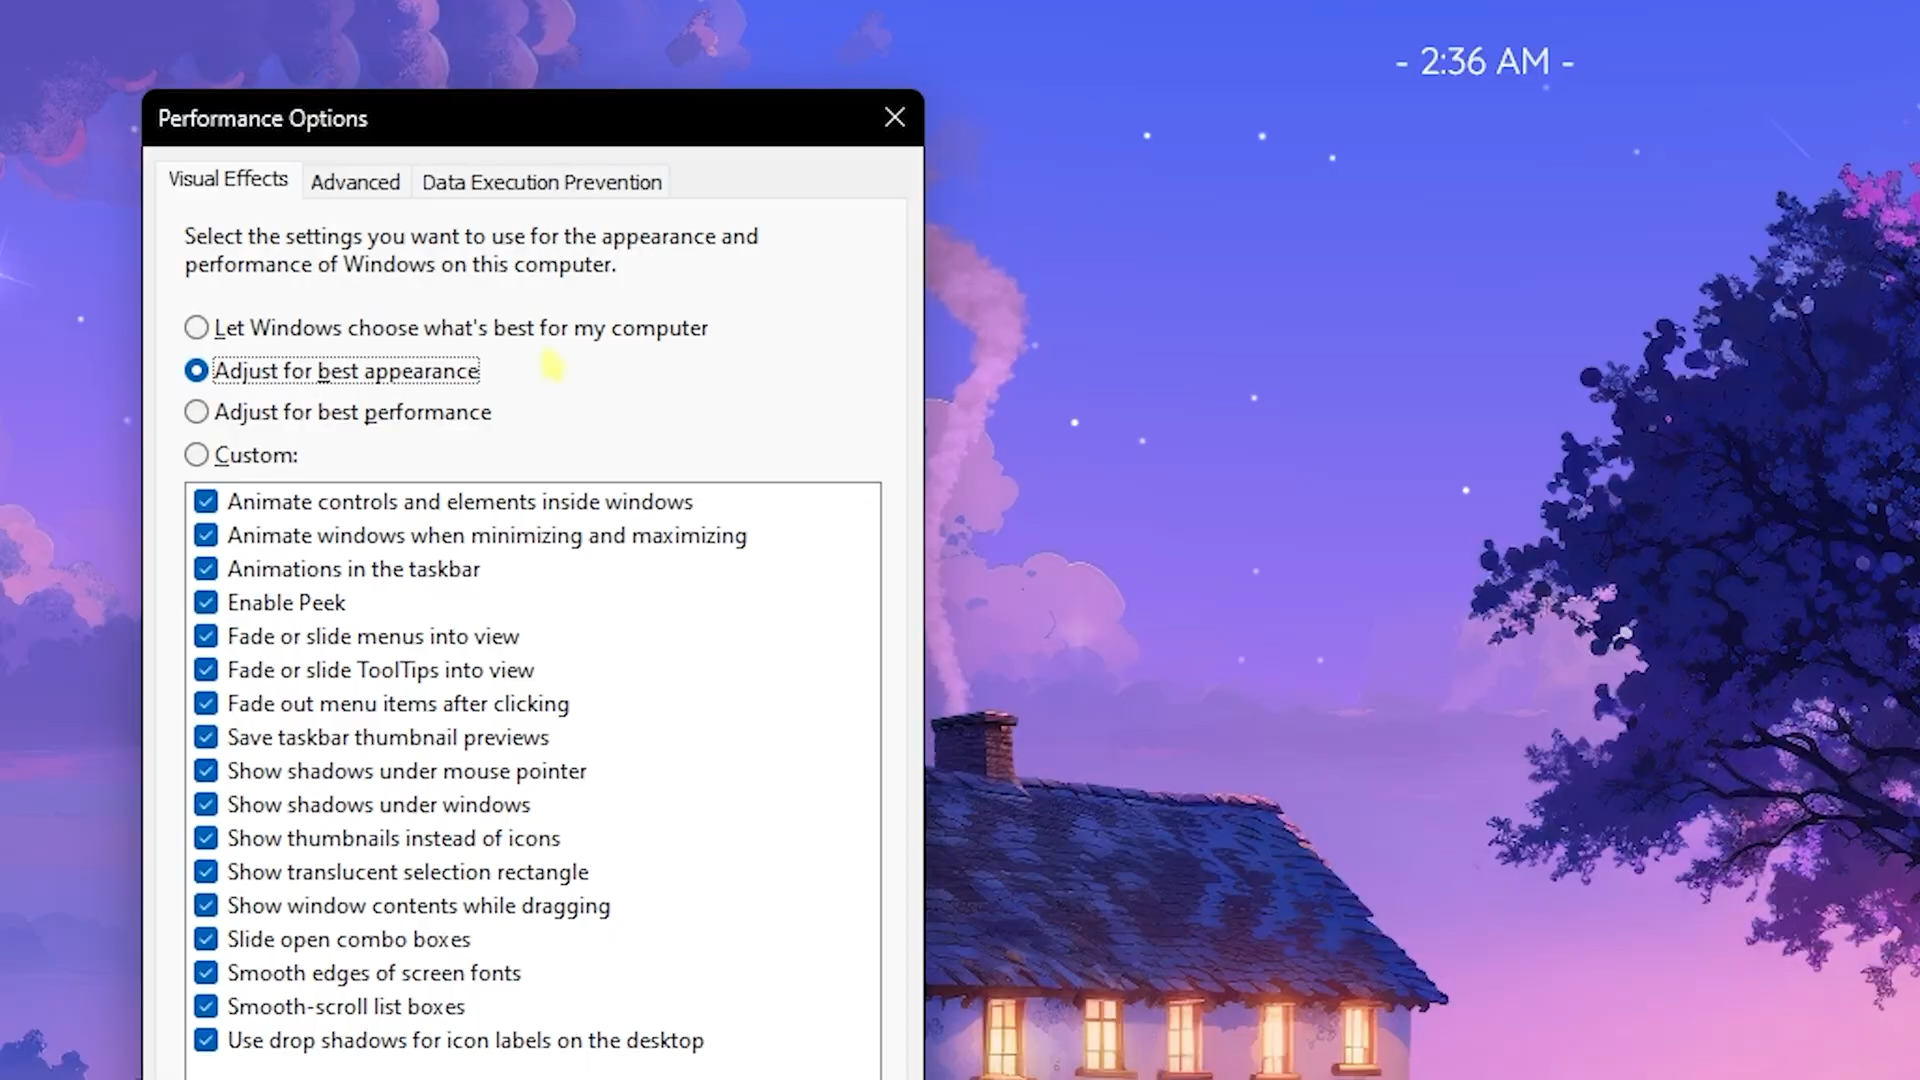 - 2:36 AM -
Performance Options
Visual Effects
Advanced
Data Execution Prevention
Select the settings you want to use for the appearance and
performance of Windows on this computer.
Let Windows choose what's best for my computer
Adjust for best appearance
Adjust for best performance
Custom:
Animate controls and elements inside windows
Animate windows when minimizing and maximizing
Animations in the taskbar
Enable Peek
Fade or slide menus into view
Fade or slide ToolTips into view
Fade out menu items after clicking
Save taskbar thumbnail previews
Show shadows under mouse pointer
Show shadows under windows
Show thumbnails instead of icons
Show translucent selection rectangle
Show window contents while dragging
Slide open combo boxes
Smooth edges of screen fonts
Smooth-scroll list boxes
Use drop shadows for icon labels on the desktop